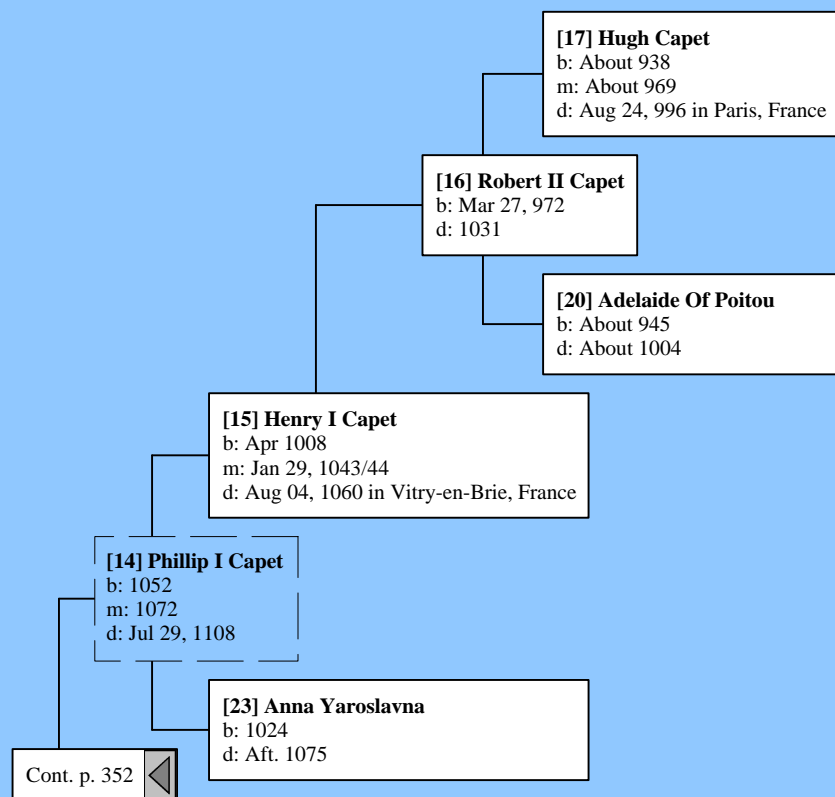 [17] Hugh Capet
b: About 938
m: About 969
d: Aug 24, 996 in Paris, France
[16] Robert II Capet
b: Mar 27, 972
d: 1031
[20] Adelaide Of Poitou
b: About 945
d: About 1004
[15] Henry I Capet
b: Apr 1008
m: Jan 29, 1043/44
d: Aug 04, 1060 in Vitry-en-Brie, France
[14] Phillip I Capet
b: 1052
m: 1072
d: Jul 29, 1108
[23] Anna Yaroslavna
b: 1024
d: Aft. 1075
Cont. p. 352